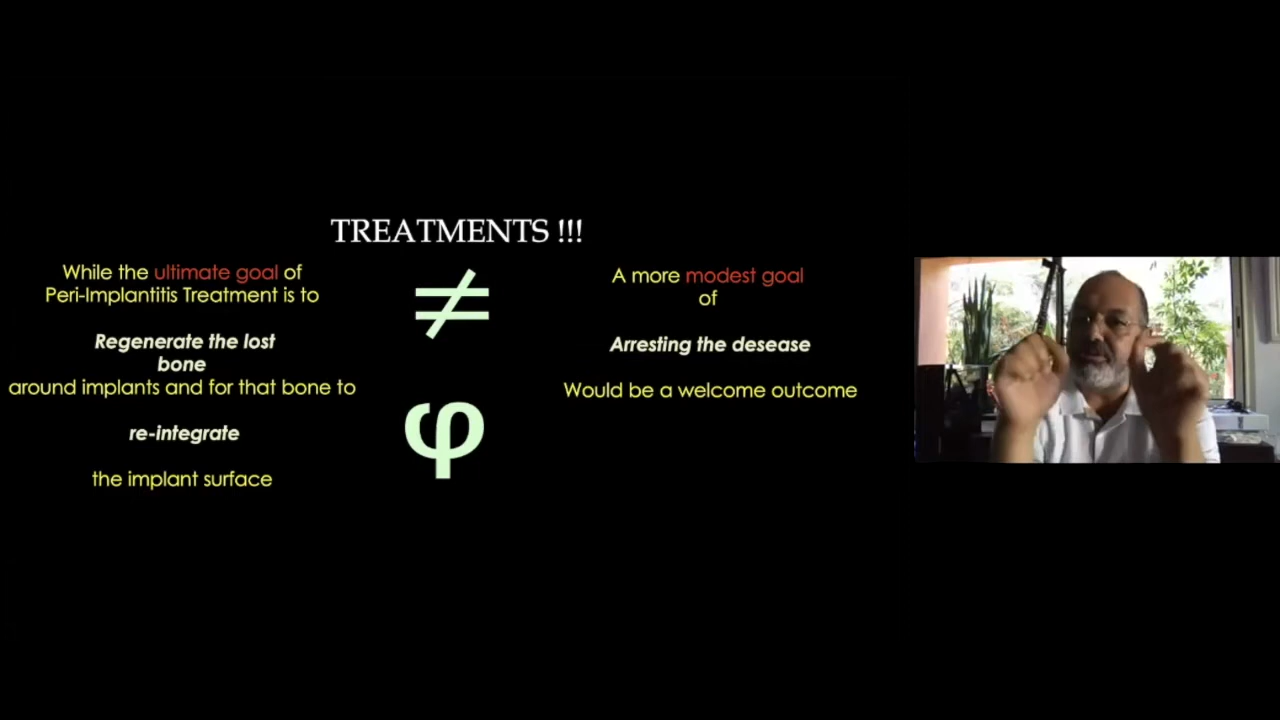 TREATMENTS !!!
While the ultimate goal of
Peri-Implantitis Treatment is to
Regenerate the lost
bone
around implants and for that bone to
re-integrate
the implant surface
≠
φ
A more modest goal
of
Arresting the desease
Would be a welcome outcome